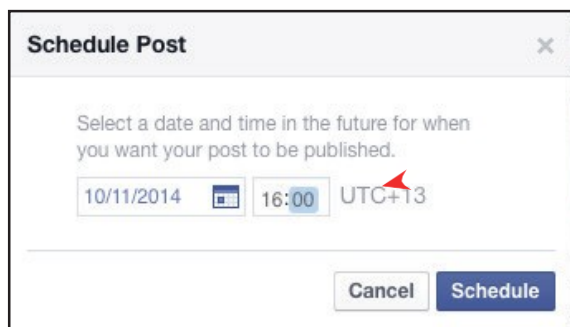 Schedule Post
Select a date and time in the future for when
you want your post to be published.
10/11/2014 16:00 UTC+13
Cancel Schedule